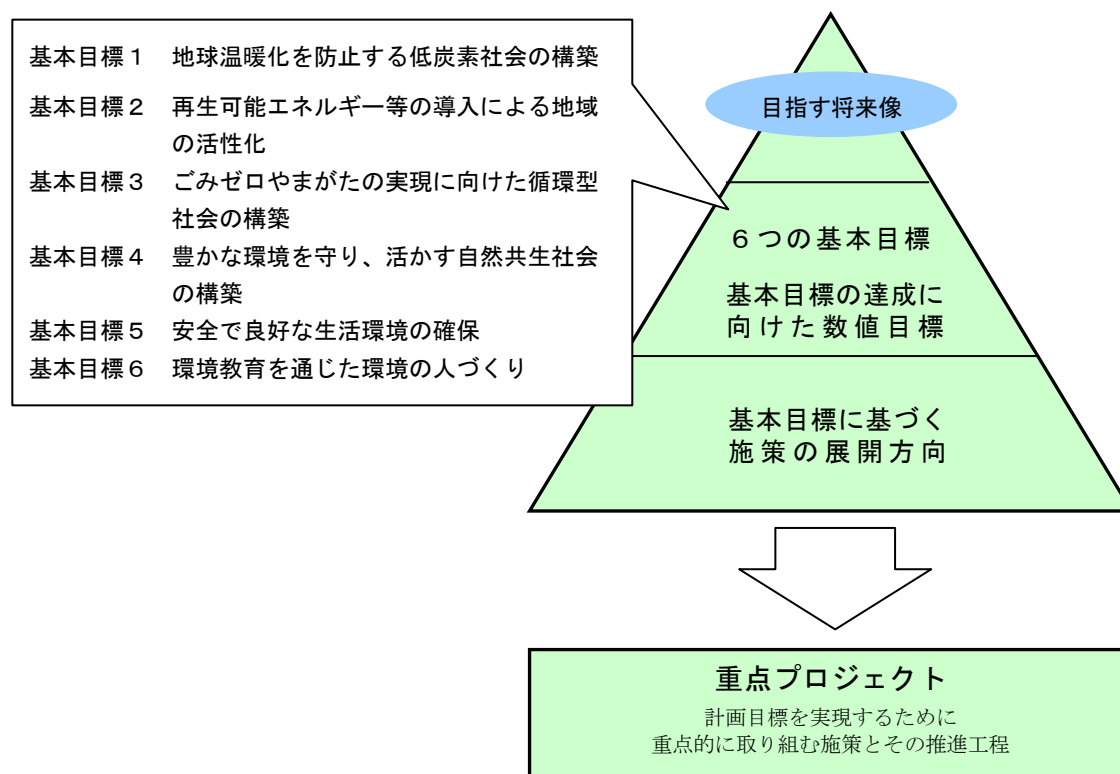 基本目標１　地球温暖化を防止する低炭素社会の構築
基本目標２　再生可能エネルギー等の導入による地域
の活性化
基本目標３　ごみゼロやまがたの実現に向けた循環型
社会の構築
基本目標４　豊かな環境を守り、活かす自然共生社会
の構築
基本目標５　安全で良好な生活環境の確保
基本目標６　環境教育を通じた環境の人づくり
目指す将来像
６つの基本目標
基本目標の達成に
向けた数値目標
基本目標に基づく
施策の展開方向
重点プロジェクト
計画目標を実現するために
重点的に取り組む施策とその推進工程